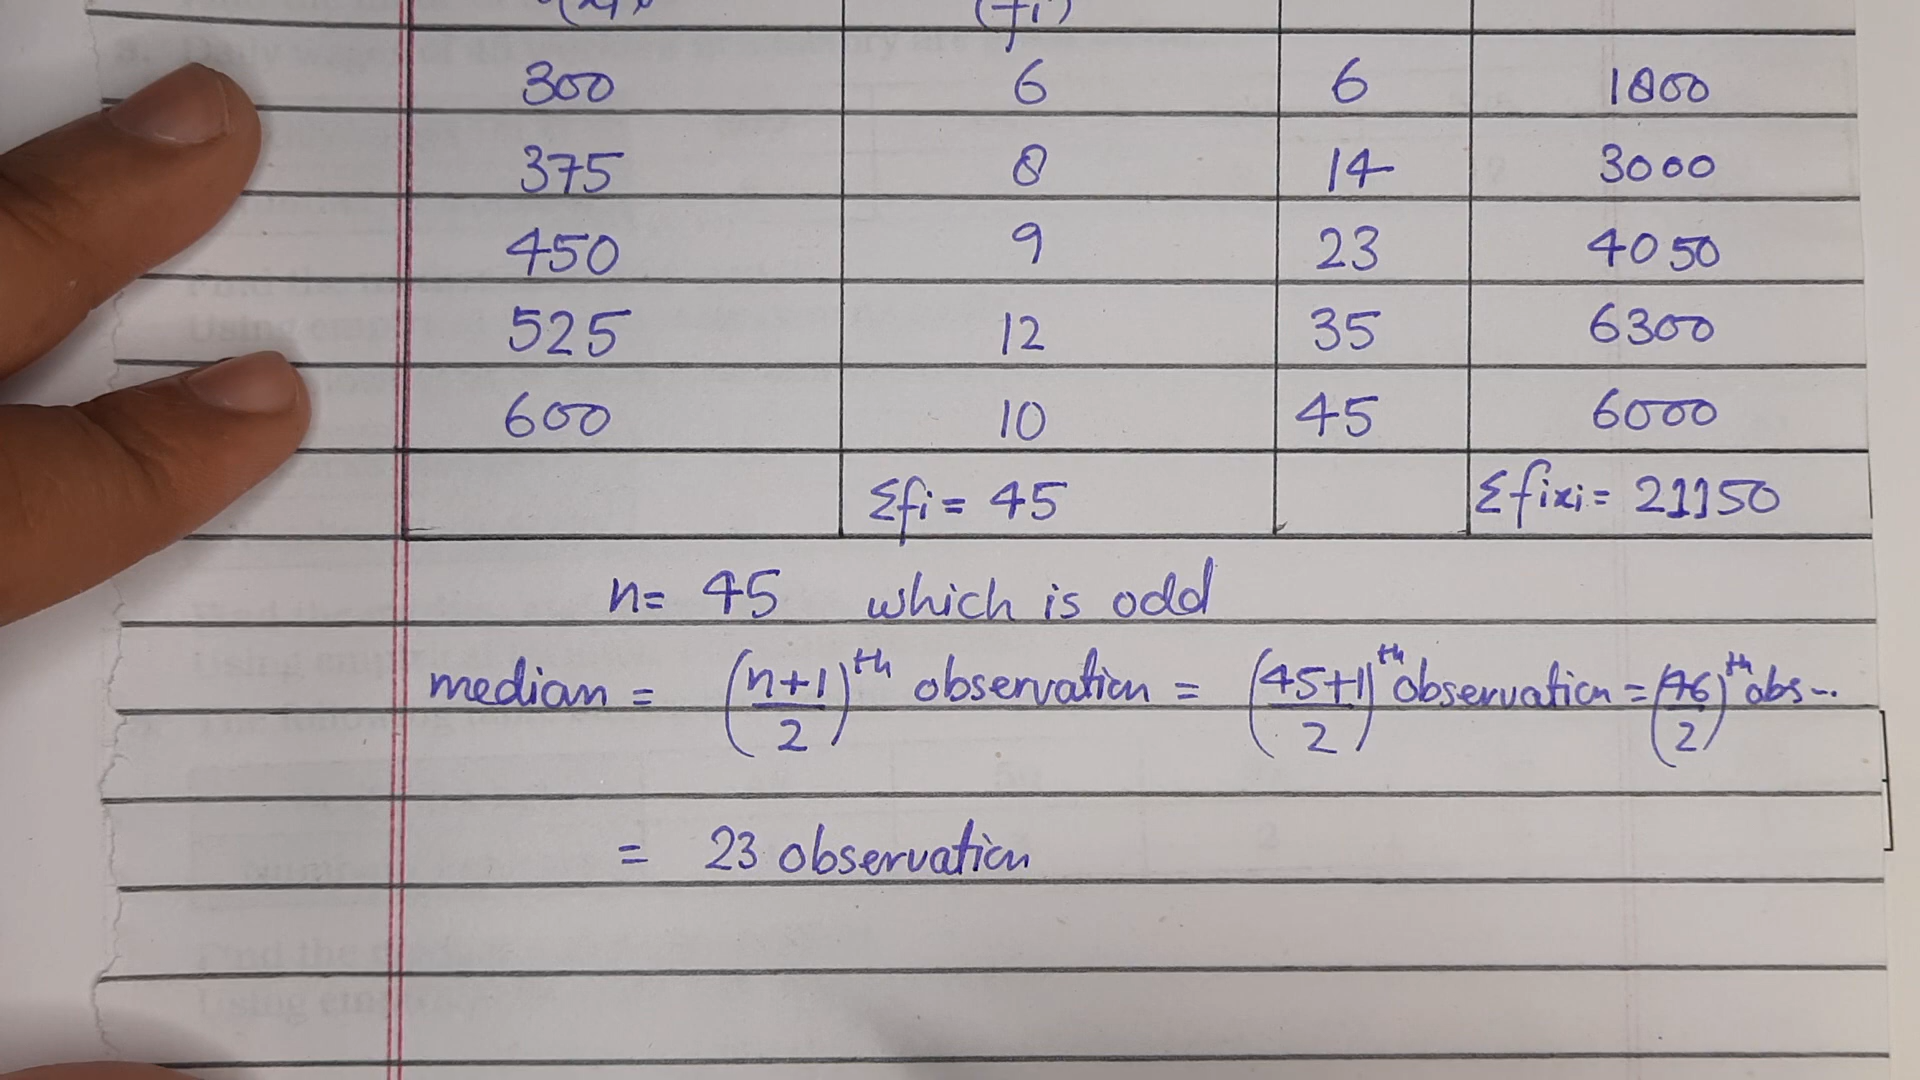 (xi)
(fi)
300 6 6 1800
375 8 14 3000
450 9 23 4050
525 12 35 6300
600 10 45 6000
Σfi = 45 Σfixi = 21150
n= 45 which is odd
median = (n+1/2)th observation = (45+1/2)th observation = (46/2)th obs-..
= 23 observation